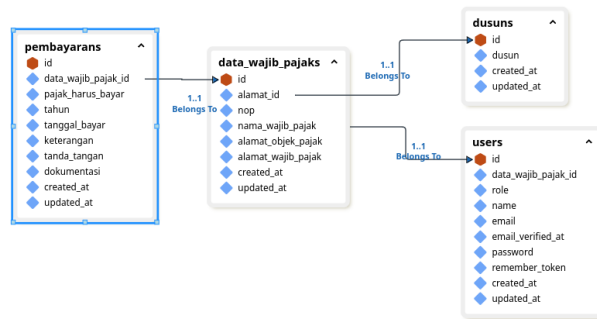 pembayarans
id
data_wajib_pajak_id
pajak_harus_bayar
tahun
tanggal_bayar
keterangan
tanda_tangan
dokumentasi
created_at
updated_at
1..1
Belongs To
data_wajib_pajaks
id
alamat_id
nop
nama_wajib_pajak
alamat_objek_pajak
alamat_wajib_pajak
created_at
updated_at
1..1
Belongs To
dusuns
id
dusun
created_at
updated_at
1..1
Belongs To
users
id
data_wajib_pajak_id
role
name
email
email_verified_at
password
remember_token
created_at
updated_at